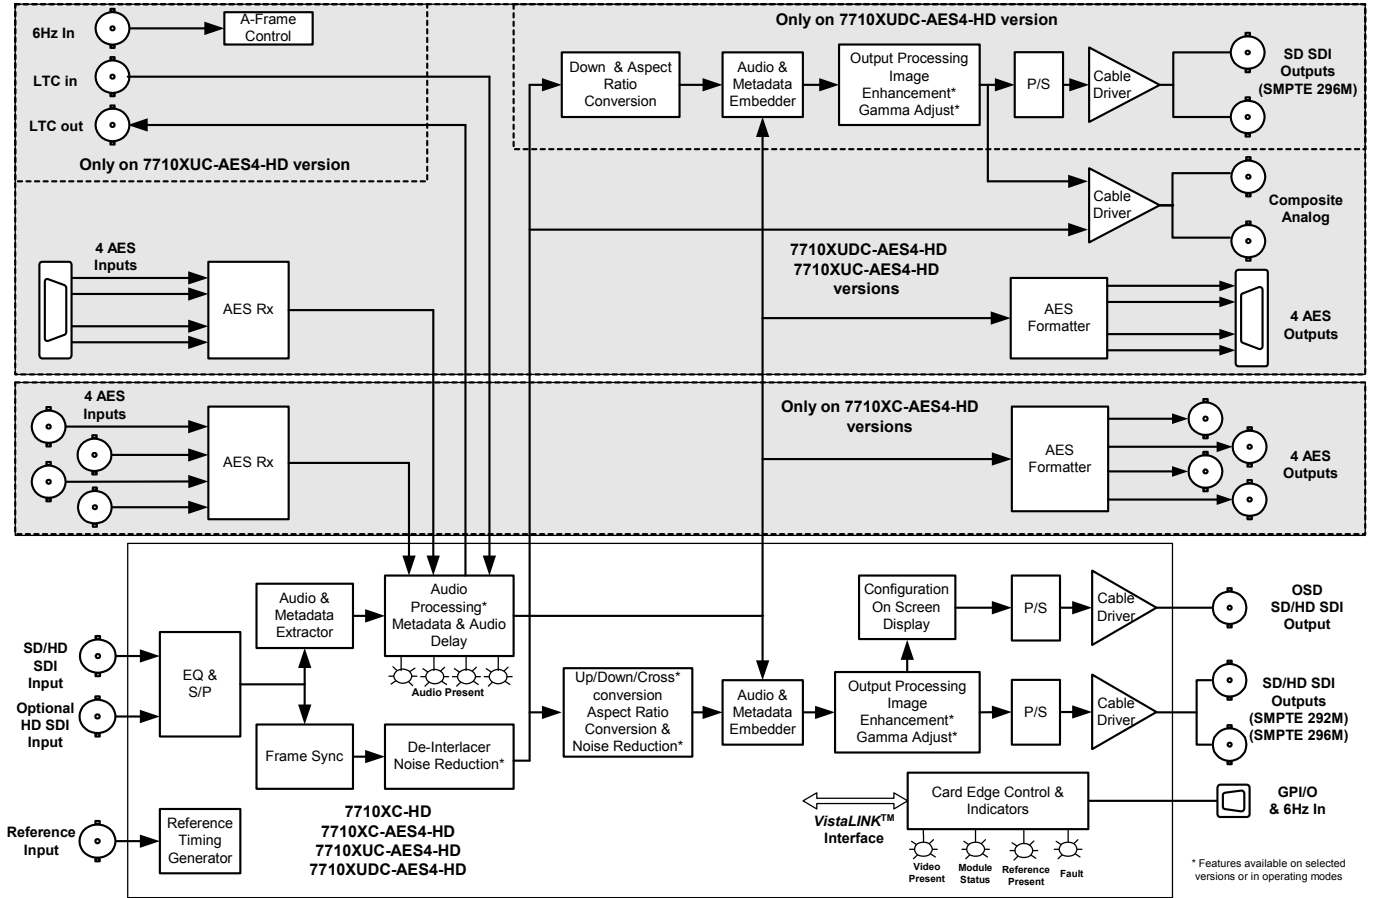 6Hz In
A-Frame
Control
LTC in
LTC out
Only on 7710XUC-AES4-HD version
Only on 7710XUDC-AES4-HD version
Down & Aspect
Ratio
Conversion
Audio &
Metadata
Embedder
Output Processing
Image
Enhancement*
Gamma Adjust*
P/S
Cable
Driver
SD SDI
Outputs
(SMPTE 296M)
Cable
Driver
Composite
Analog
4 AES
Inputs
AES Rx
7710XUDC-AES4-HD
7710XUC-AES4-HD
versions
AES
Formatter
4 AES
Outputs
4 AES
Inputs
AES Rx
Only on 7710XC-AES4-HD
versions
AES
Formatter
4 AES
Outputs
SD/HD
SDI
Input
Optional
HD SDI
Input
EQ &
S/P
Audio &
Metadata
Extractor
Audio
Processing*
Metadata & Audio
Delay
Audio Present
Frame Sync
De-Interlacer
Noise Reduction*
Up/Down/Cross*
conversion
Aspect Ratio
Conversion &
Noise Reduction*
Audio &
Metadata
Embedder
Configuration
On Screen
Display
Output Processing
Image
Enhancement*
Gamma Adjust*
P/S
Cable
Driver
OSD
SD/HD SDI
Output
P/S
Cable
Driver
SD/HD SDI
Outputs
(SMPTE 292M)
(SMPTE 296M)
Reference
Input
Reference
Timing
Generator
7710XC-HD
7710XC-AES4-HD
7710XUC-AES4-HD
7710XUDC-AES4-HD
VistaLINK™
Interface
Card Edge Control &
Indicators
Video
Present
Module
Status
Reference
Present
Fault
GPI/O
& 6Hz In
* Features available on selected
versions or in operating modes